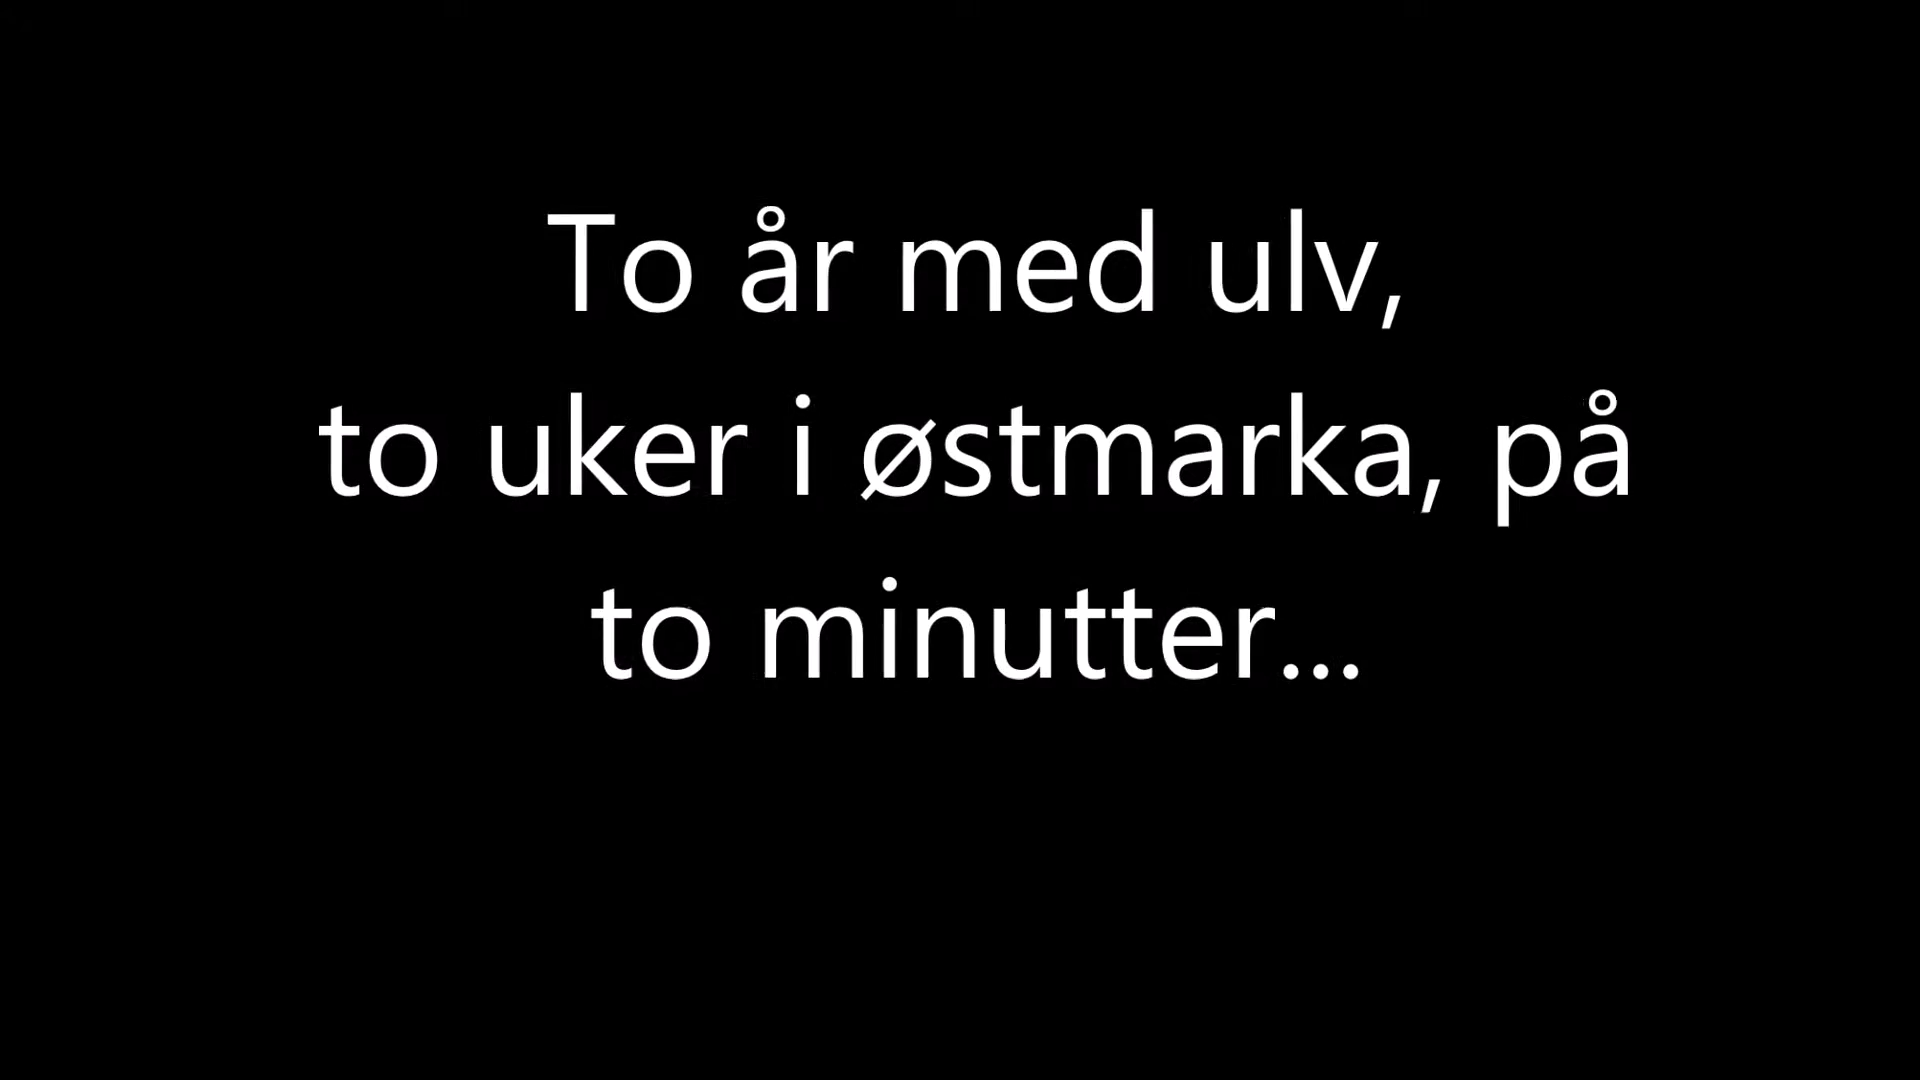 To år med ulv,
to uker i østmarka, på
to minutter...